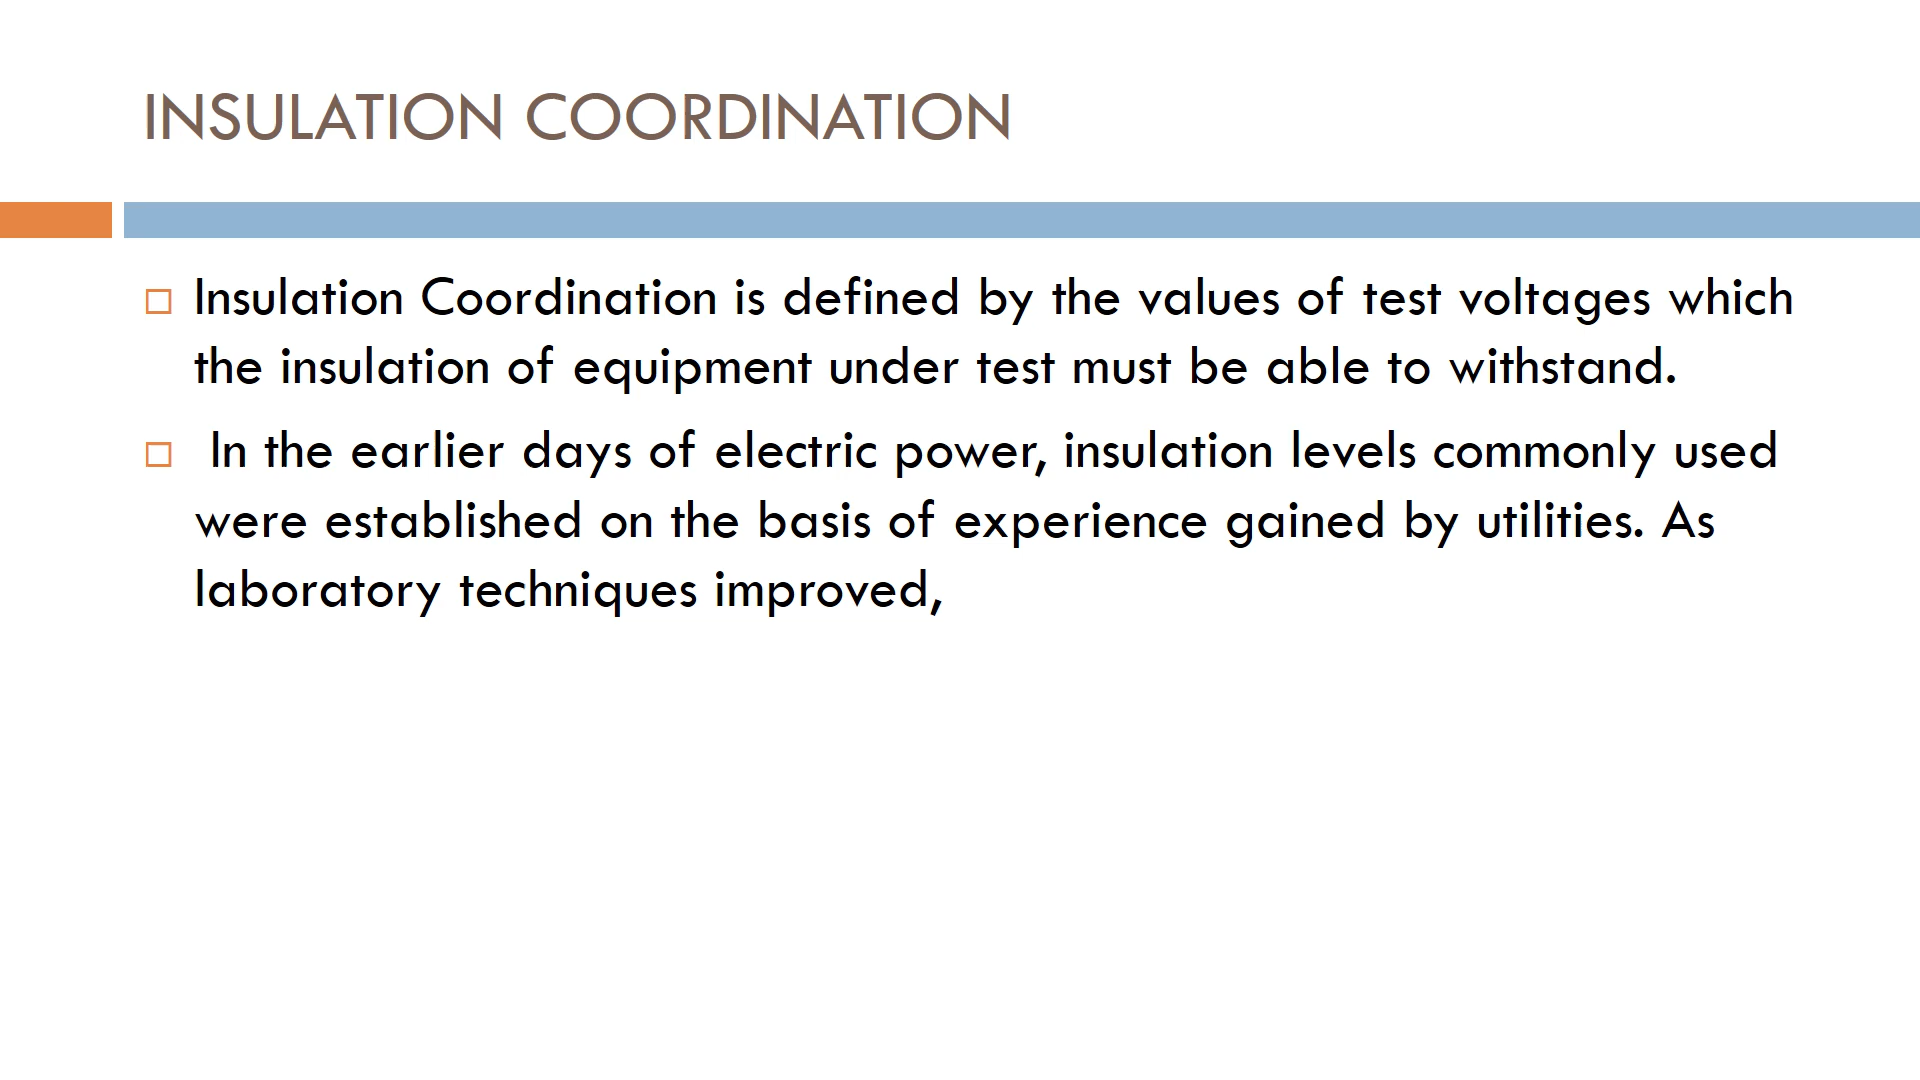 INSULATION COORDINATION
Insulation Coordination is defined by the values of test voltages which
the insulation of equipment under test must be able to withstand.
In the earlier days of electric power, insulation levels commonly used
were established on the basis of experience gained by utilities. As
laboratory techniques improved,